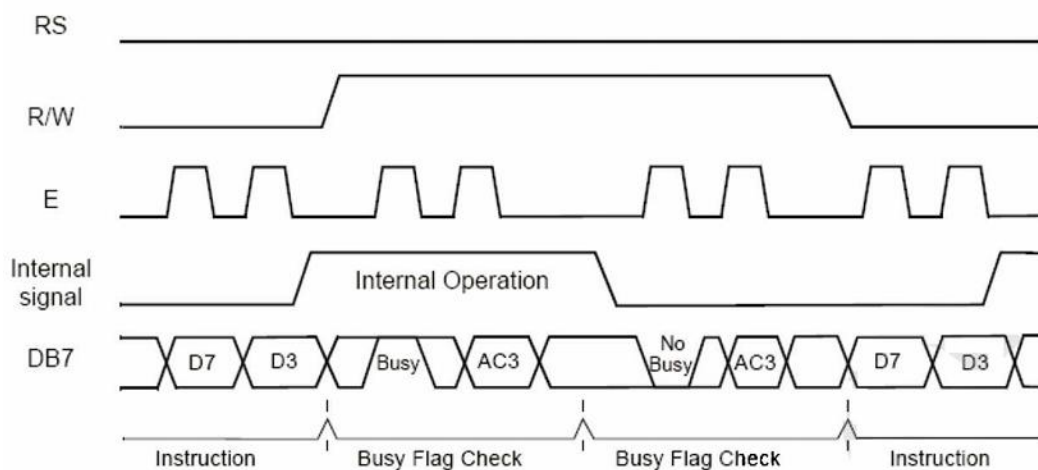 RS
R/W
E
Internal
signal
Internal Operation
DB7
D7
D3
Busy
AC3
No
Busy
AC3
D7
D3
Instruction
Busy Flag Check
Busy Flag Check
Instruction